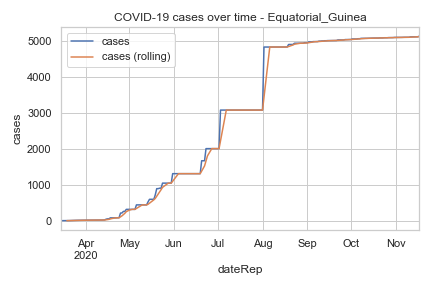 COVID-19 cases over time - Equatorial_Guinea
cases
cases (rolling)
5000
4000
3000
2000
1000
0
cases
Apr
2020
May
Jun
Jul
Aug
Sep
Oct
Nov
dateRep